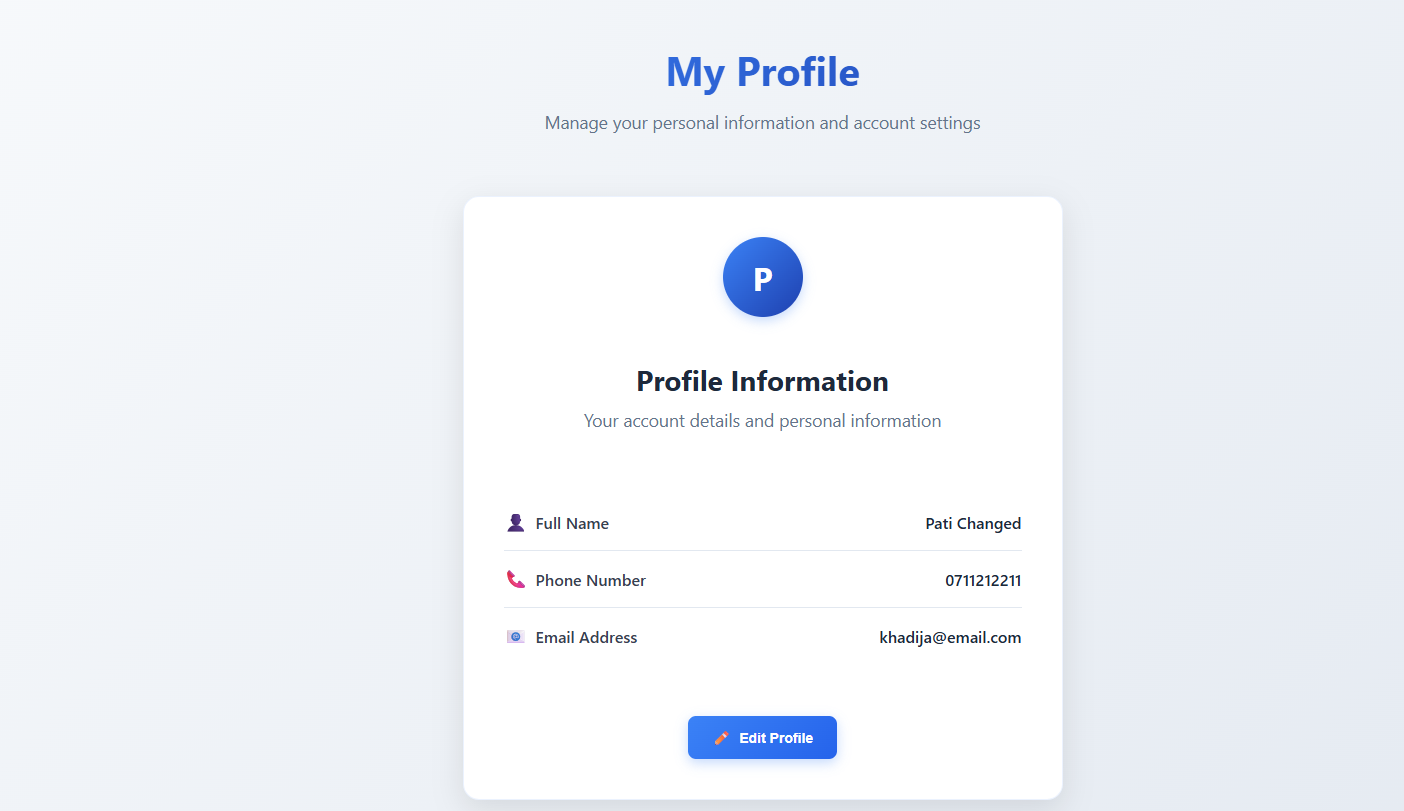 My Profile
Manage your personal information and account settings
P
Profile Information
Your account details and personal information
Full Name Pati Changed
Phone Number 0711212211
Email Address khadija@email.com
Edit Profile